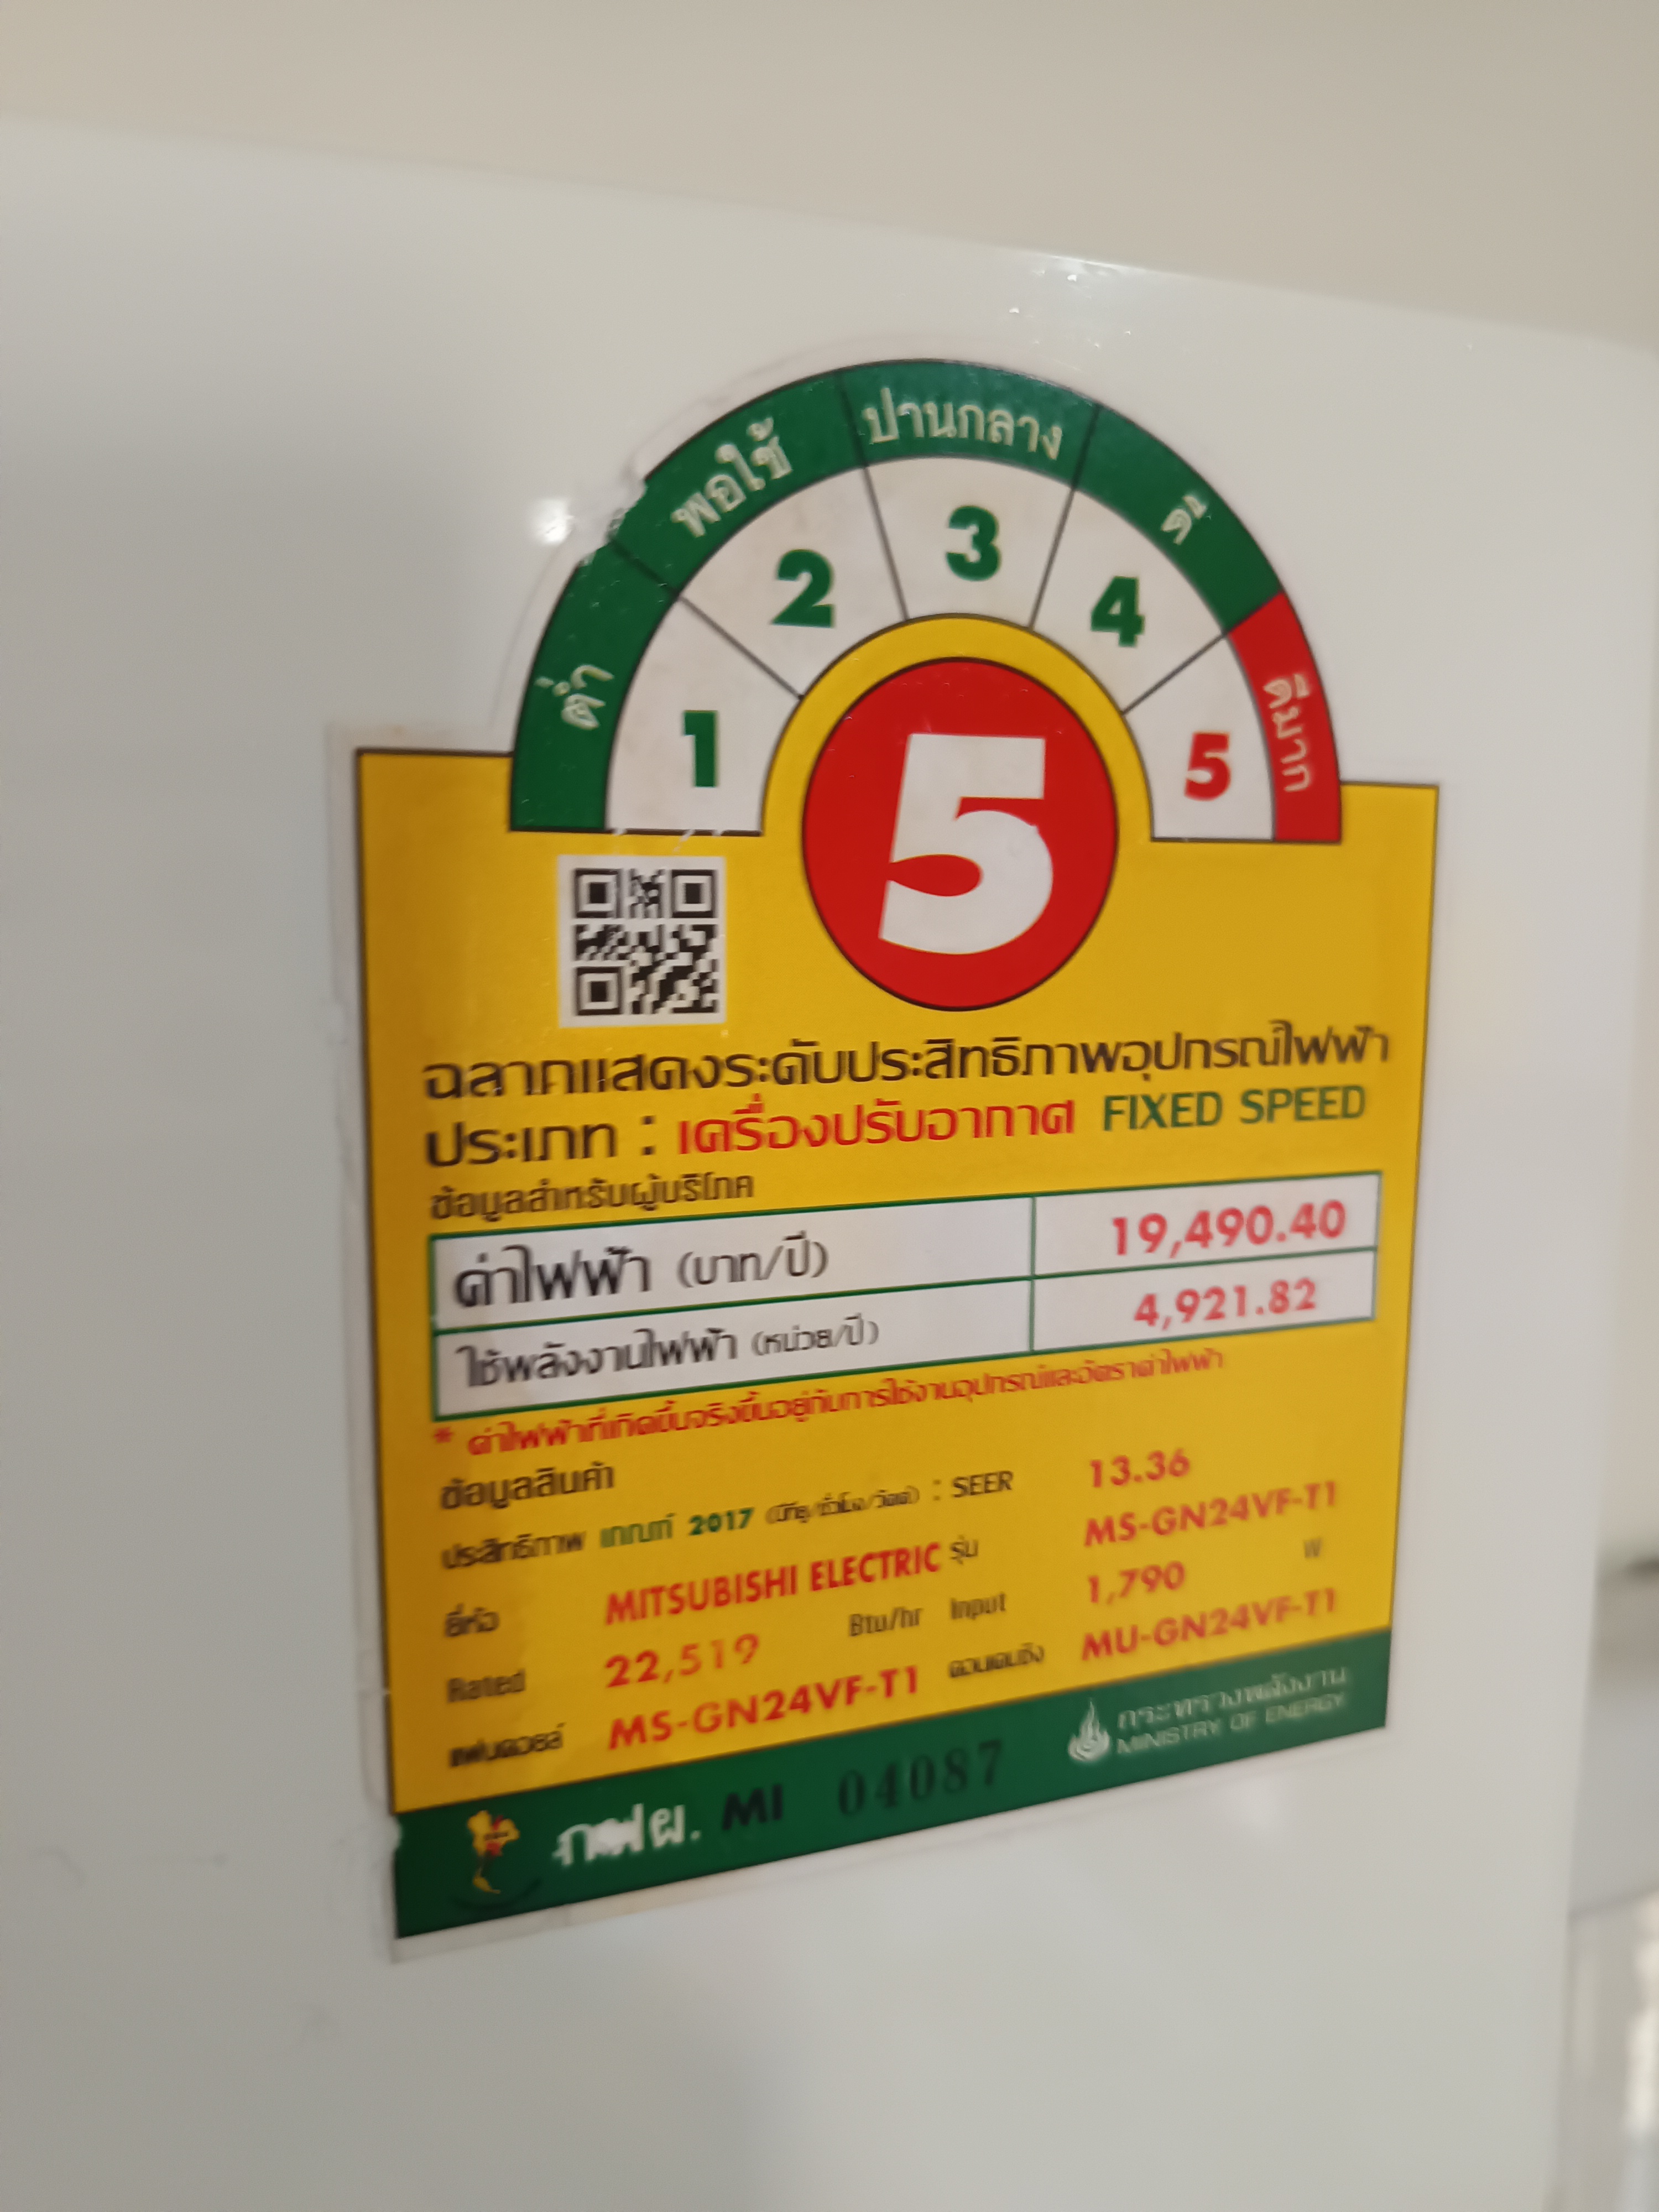 ต่ำ พอใช้ ปานกลาง ดี ดีมาก
1 2 3 4 5
5
ฉลากแสดงระดับประสิทธิภาพอุปกรณ์ไฟฟ้า
ประเภท : เครื่องปรับอากาศ FIXED SPEED
ข้อมูลสำหรับผู้บริโภค
ค่าไฟฟ้า (บาท/ปี) 19,490.40
ใช้พลังงานไฟฟ้า (หน่วย/ปี) 4,921.82
* ค่าไฟฟ้าที่เกิดขึ้นจริงขึ้นอยู่กับการใช้งานอุปกรณ์และอัตราค่าไฟฟ้า
ข้อมูลสินค้า
ประสิทธิภาพ เกณฑ์ 2017 (บีทียู/ชั่วโมง/วัตต์) : SEER 13.36
ยี่ห้อ MITSUBISHI ELECTRIC รุ่น MS-GN24VF-T1
Rated 22,519 Btu/hr Input 1,790 W
แฟนคอยล์ MS-GN24VF-T1 คอนเดนซิ่ง MU-GN24VF-T1
กฟผ. MI 04087 กระทรวงพลังงาน
MINISTRY OF ENERGY